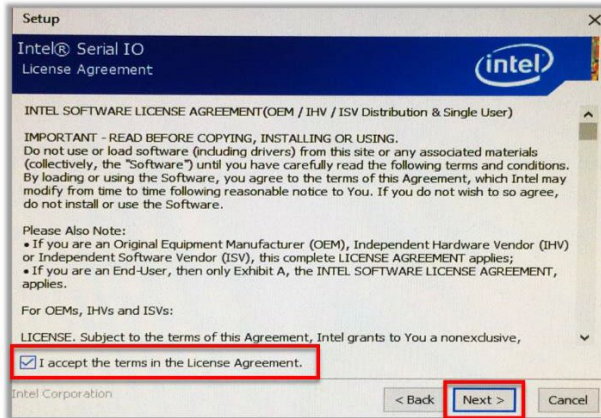 Setup
Intel® Serial IO
License Agreement
intel
INTEL SOFTWARE LICENSE AGREEMENT(OEM / IHV / ISV Distribution & Single User)
IMPORTANT - READ BEFORE COPYING, INSTALLING OR USING.
Do not use or load software (including drivers) from this site or any associated materials
(collectively, the "Software") until you have carefully read the following terms and conditions.
By loading or using the Software, you agree to the terms of this Agreement, which Intel may
modify from time to time following reasonable notice to You. If you do not wish to so agree,
do not install or use the Software.
Please Also Note:
• If you are an Original Equipment Manufacturer (OEM), Independent Hardware Vendor (IHV)
or Independent Software Vendor (ISV), this complete LICENSE AGREEMENT applies;
• If you are an End-User, then only Exhibit A, the INTEL SOFTWARE LICENSE AGREEMENT,
applies.
For OEMs, IHVs and ISVs:
LICENSE. Subject to the terms of this Agreement, Intel grants to You a nonexclusive,
I accept the terms in the License Agreement.
Intel Corporation
< Back
Next >
Cancel